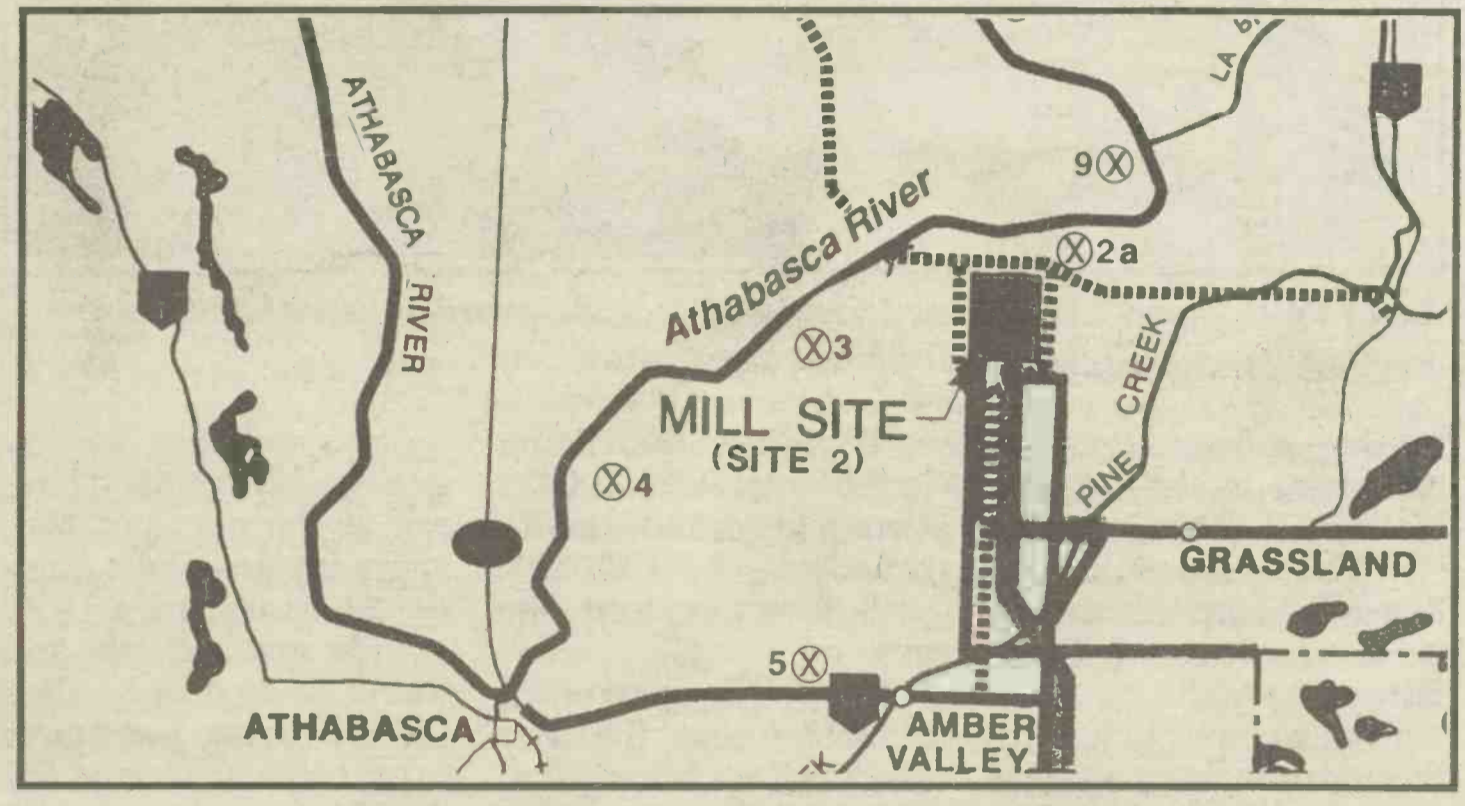 ATHABASCA
RIVER
Athabasca River
LA
9
2a
3
MILL SITE
(SITE 2)
4
PINE
CREEK
GRASSLAND
5
ATHABASCA
AMBER
VALLEY